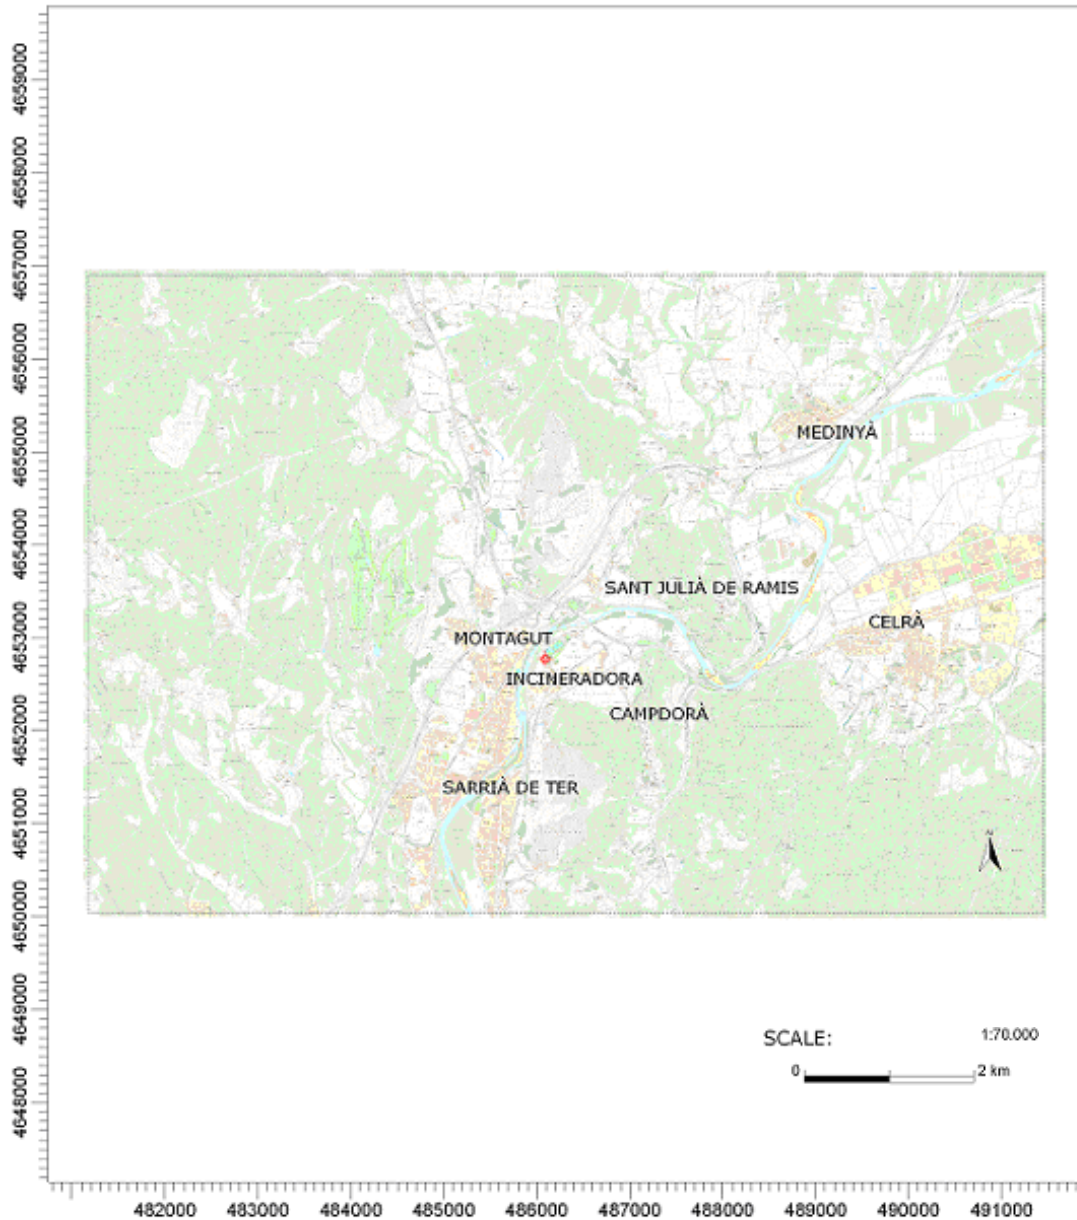 4659000
4658000
4657000
4656000
4655000
4654000
4653000
4652000
4651000
4650000
4649000
4648000
MEDINYÀ
SANT JULIÀ DE RAMIS
CELRÀ
MONTAGUT
INCINERADORA
CAMPDORÀ
SARRIÀ DE TER
N
SCALE: 1:70.000
0 2 km
482000 483000 484000 485000 486000 487000 488000 489000 490000 491000